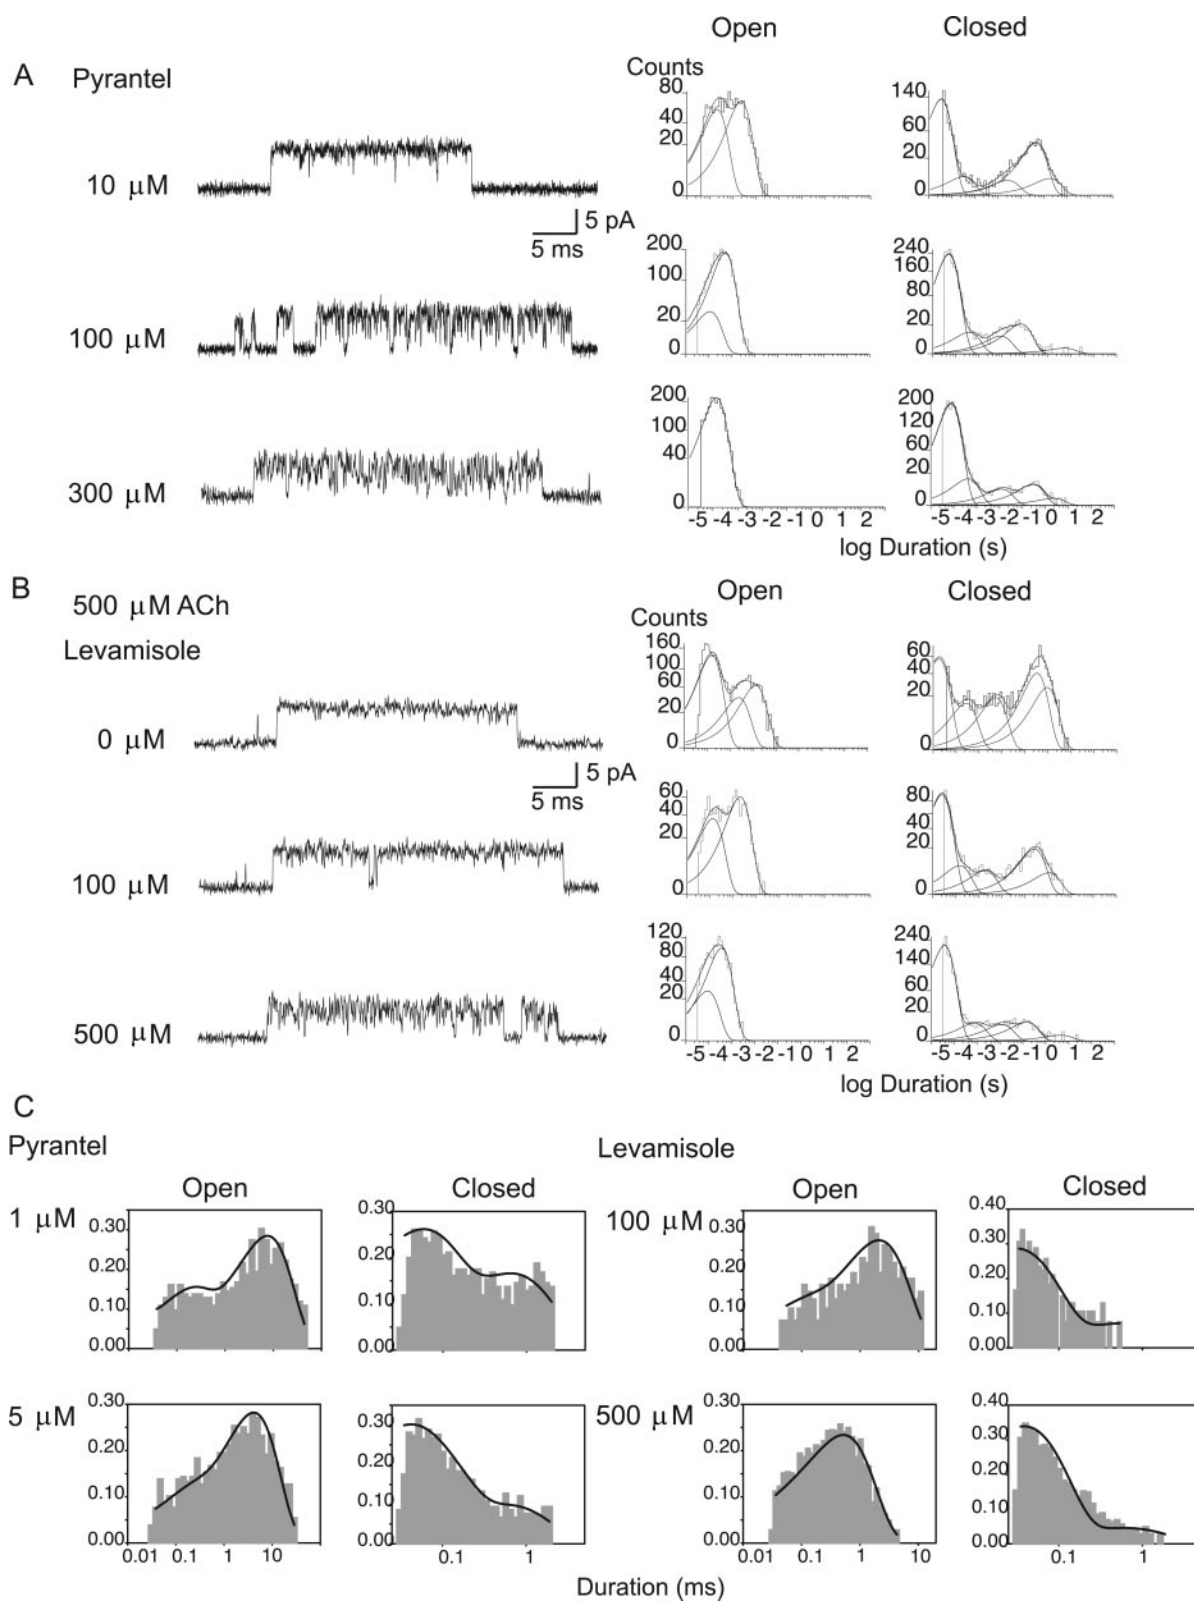 Open Closed
A Pyrantel
Counts
80
40
20
0
140
60
20
0
10 μM
5 pA
5 ms
200
100
20
0
240
160
80
20
0
100 μM
200
100
40
0
200
120
60
20
0
300 μM
-5 -4 -3 -2 -1 0 1 2
-5 -4 -3 -2 -1 0 1 2
log Duration (s)
B
500 μM ACh
Open Closed
Counts
Levamisole
160
100
60
20
0
60
20
0
0 μM
5 pA
5 ms
60
40
20
0
80
40
20
0
100 μM
120
80
40
20
0
240
140
60
20
0
500 μM
-5 -4 -3 -2 -1 0 1 2
-5 -4 -3 -2 -1 0 1 2
log Duration (s)
C
Pyrantel Levamisole
Open Closed Open Closed
1 μM
0.30
0.20
0.10
0.00
0.30
0.20
0.10
0.00
100 μM
0.30
0.20
0.10
0.00
0.40
0.30
0.20
0.10
0.00
5 μM
0.30
0.20
0.10
0.00
0.30
0.20
0.10
0.00
500 μM
0.30
0.20
0.10
0.00
0.40
0.30
0.20
0.10
0.00
0.01 0.1 1 10
0.1 1
0.01 0.1 1 10
0.1 1
Duration (ms)